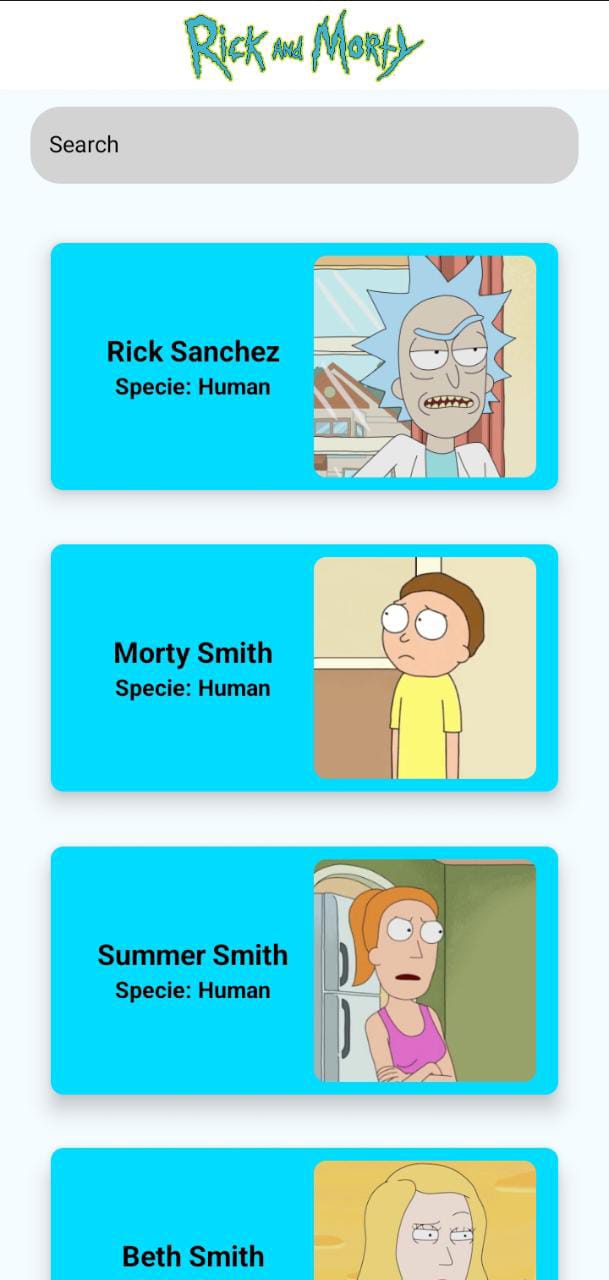 Rick and Morty
Search
Rick Sanchez
Specie: Human
Morty Smith
Specie: Human
Summer Smith
Specie: Human
Beth Smith